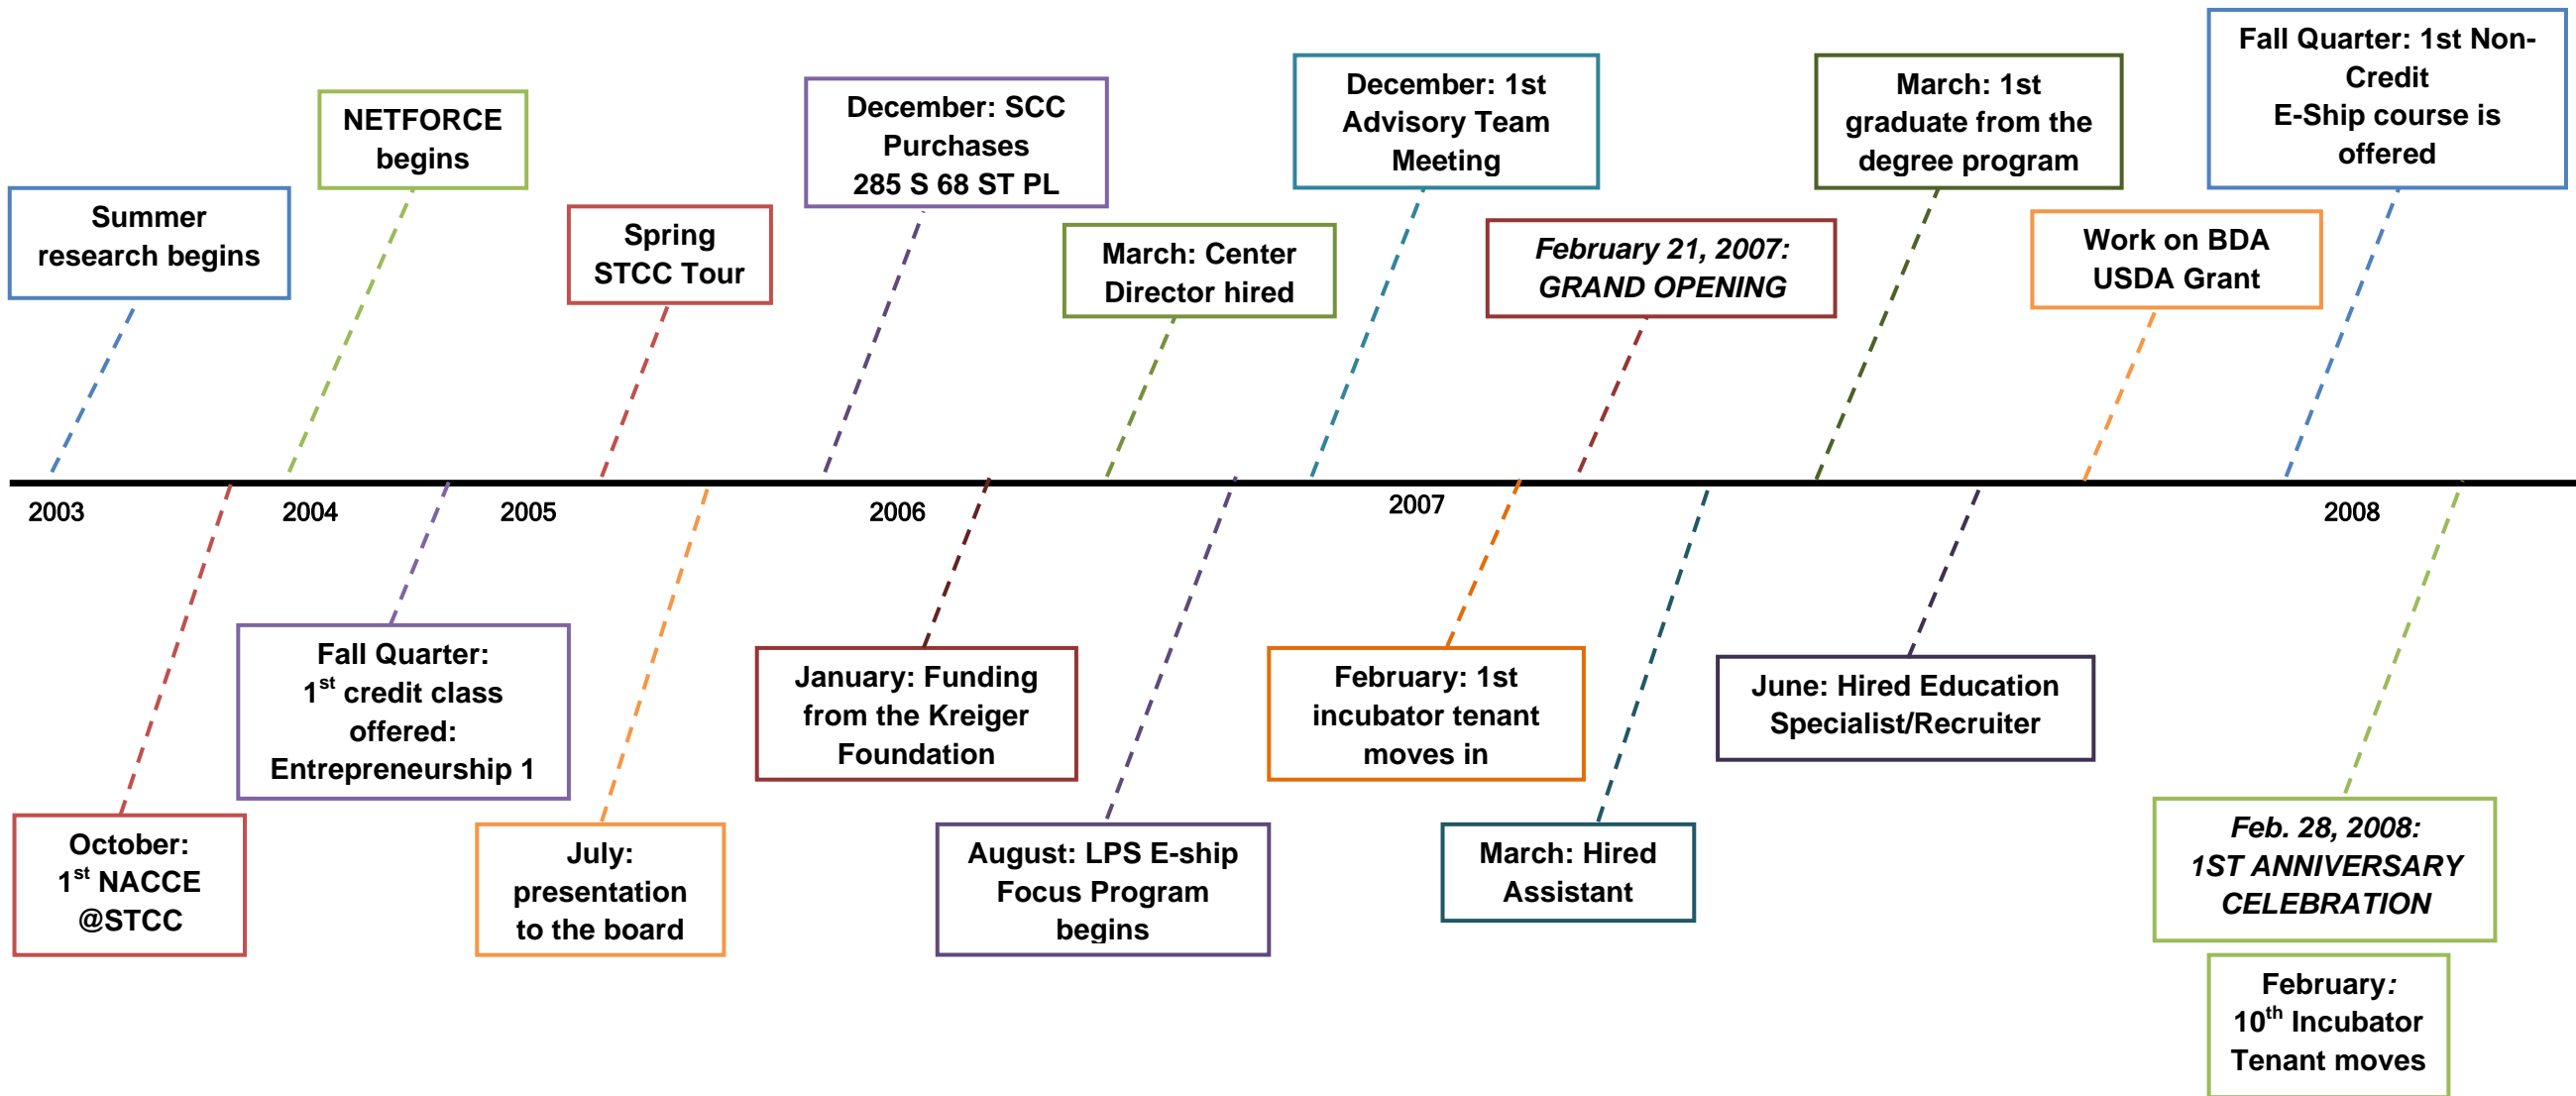 Fall Quarter: 1st Non-
Credit
E-Ship course is
offered
March: 1st
graduate from the
degree program
December: 1st
Advisory Team
Meeting
December: SCC
Purchases
285 S 68 ST PL
NETFORCE
begins
Summer
research begins
Spring
STCC Tour
March: Center
Director hired
February 21, 2007:
GRAND OPENING
Work on BDA
USDA Grant
2003
2004
2005
2006
2007
2008
Fall Quarter:
1st credit class
offered:
Entrepreneurship 1
January: Funding
from the Kreiger
Foundation
February: 1st
incubator tenant
moves in
June: Hired Education
Specialist/Recruiter
October:
1st NACCE
@STCC
July:
presentation
to the board
August: LPS E-ship
Focus Program
begins
March: Hired
Assistant
Feb. 28, 2008:
1ST ANNIVERSARY
CELEBRATION
February:
10th Incubator
Tenant moves